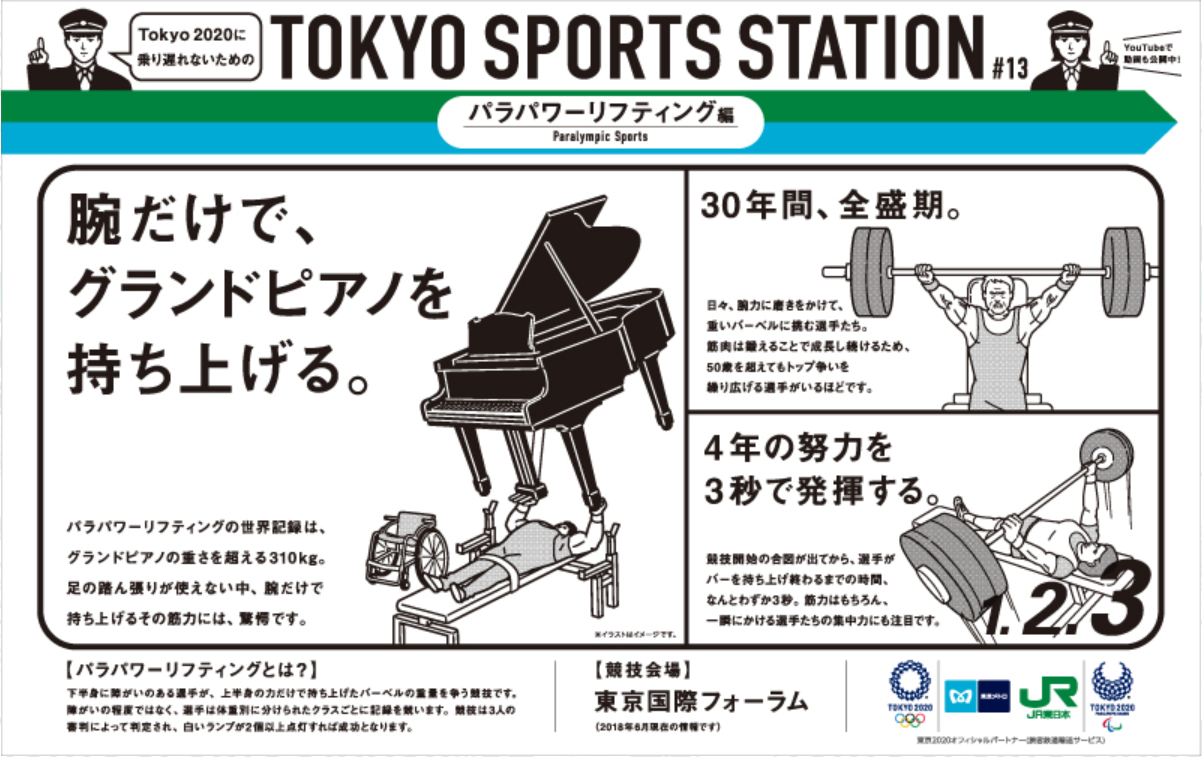 Tokyo 2020に
乗り遅れないための
TOKYO SPORTS STATION #13
YouTubeで
動画も公開中!
パラパワーリフティング編
Paralympic Sports
腕だけで、
グランドピアノを
持ち上げる。
パラパワーリフティングの世界記録は、
グランドピアノの重さを超える310kg。
足の踏ん張りが使えない中、腕だけで
持ち上げるその筋力には、驚愕です。
※イラストはイメージです。
30年間、全盛期。
日々、腕力に磨きをかけて、
重いバーベルに挑む選手たち。
筋肉は鍛えることで成長し続けるため、
50歳を超えてもトップ争いを
繰り広げる選手がいるほどです。
4年の努力を
3秒で発揮する。
競技開始の合図が出てから、選手が
バーを持ち上げ終わるまでの時間、
なんとわずか3秒。筋力はもちろん、
一瞬にかける選手たちの集中力にも注目です。
1. 2. 3
【パラパワーリフティングとは?】
下半身に障がいのある選手が、上半身の力だけで持ち上げたバーベルの重量を争う競技です。
障がいの程度ではなく、選手は体重別に分けられたクラスごとに記録を競います。競技は3人の
審判によって判定され、白いランプが2個以上点灯すれば成功となります。
【競技会場】
東京国際フォーラム
(2018年6月現在の情報です)
TOKYO 2020
東京メトロ
JR
JR東日本
TOKYO 2020
PARALYMPIC GAMES
東京2020オフィシャルパートナー(旅客鉄道輸送サービス)